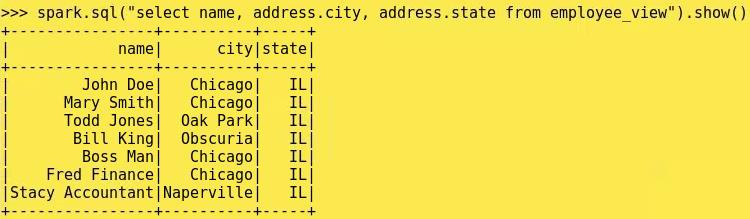 >>> spark.sql("select name, address.city, address.state from employee_view").show()
+----------------+----------+-----+
|            name|      city|state|
+----------------+----------+-----+
|        John Doe|   Chicago|   IL|
|      Mary Smith|   Chicago|   IL|
|      Todd Jones|  Oak Park|   IL|
|       Bill King|  Obscuria|   IL|
|        Boss Man|   Chicago|   IL|
|    Fred Finance|   Chicago|   IL|
|Stacy Accountant|Naperville|   IL|
+----------------+----------+-----+